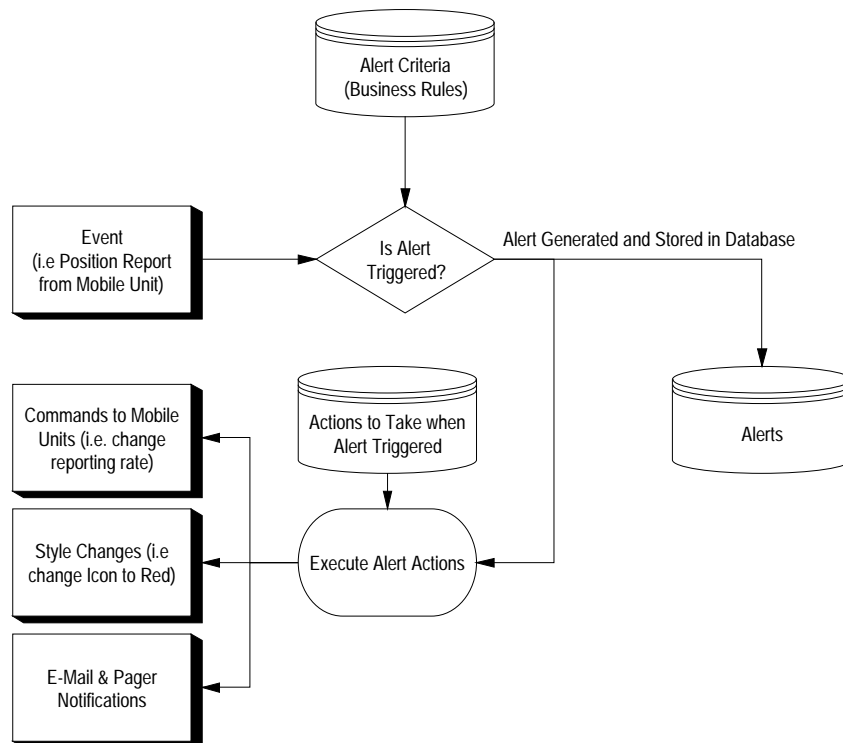 Alert Criteria
(Business Rules)
Event
(i.e Position Report
from Mobile Unit)
Is Alert
Triggered?
Alert Generated and Stored in Database
Commands to Mobile
Units (i.e. change
reporting rate)
Actions to Take when
Alert Triggered
Alerts
Style Changes (i.e
change Icon to Red)
Execute Alert Actions
E-Mail & Pager
Notifications